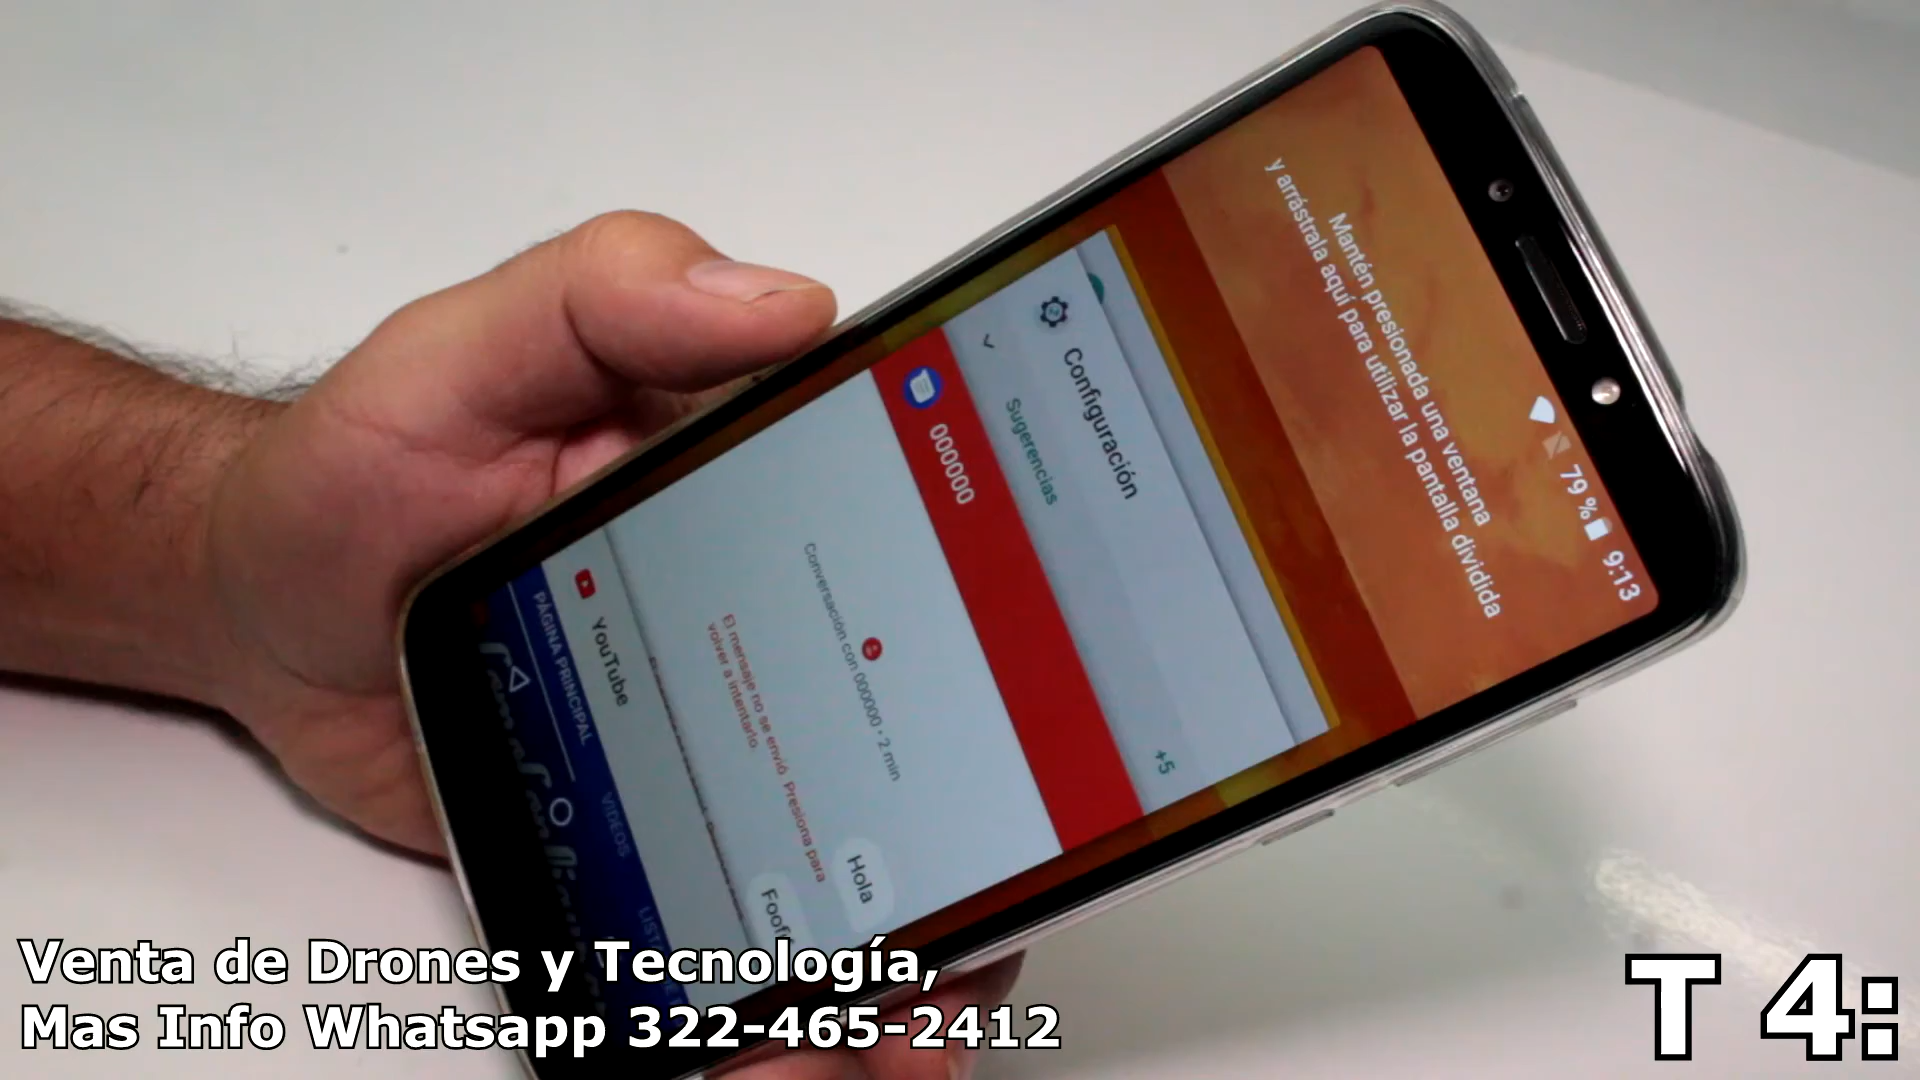 9:13
79 %
Mantén presionada una ventana
y arrástrala aquí para utilizar la pantalla dividida
Configuración
Sugerencias
+5
000000
Conversación con 000000 • 2 min
Hola
El mensaje no se envió. Presiona para
volver a intentarlo.
YouTube
PÁGINA PRINCIPAL VIDEOS
Venta de Drones y Tecnología,
Mas Info Whatsapp 322-465-2412
T 4: